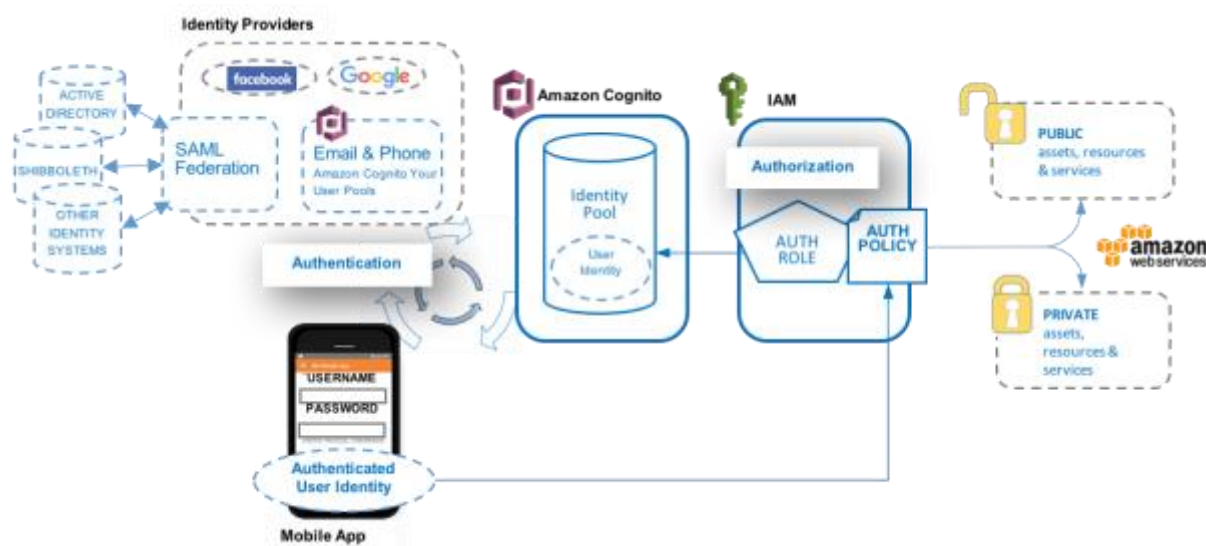 Identity Providers
facebook
Google
ACTIVE
DIRECTORY
SHIBBOLETH
OTHER
IDENTITY
SYSTEMS
SAML
Federation
Email & Phone
Amazon Cognito Your
User Pools
Authentication
Amazon Cognito
Identity
Pool
User
Identity
IAM
Authorization
AUTH
ROLE
AUTH
POLICY
PUBLIC
assets, resources
& services
amazon
webservices
PRIVATE
assets,
resources &
services
USERNAME
PASSWORD
Authenticated
User Identity
Mobile App